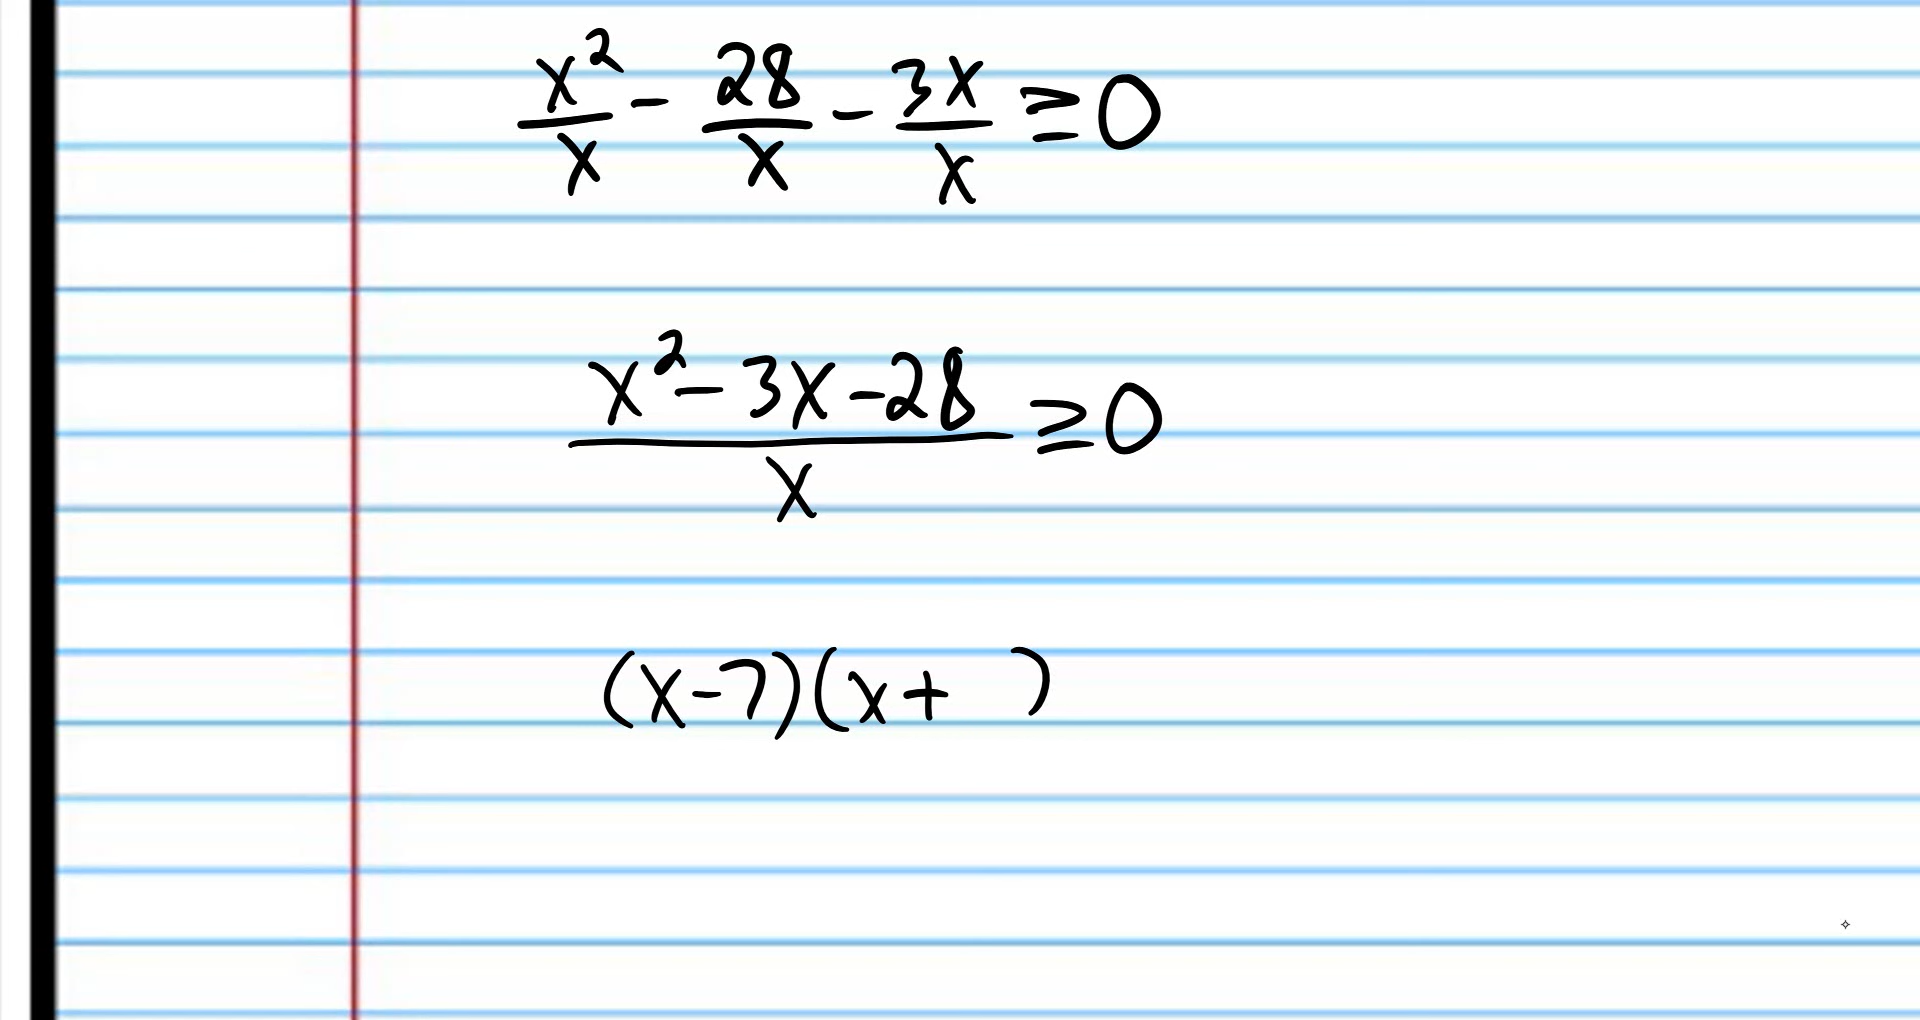 x²/x - 28/x - 3x/x ≥ 0
(x² - 3x - 28)/x ≥ 0
(x-7)(x+ )